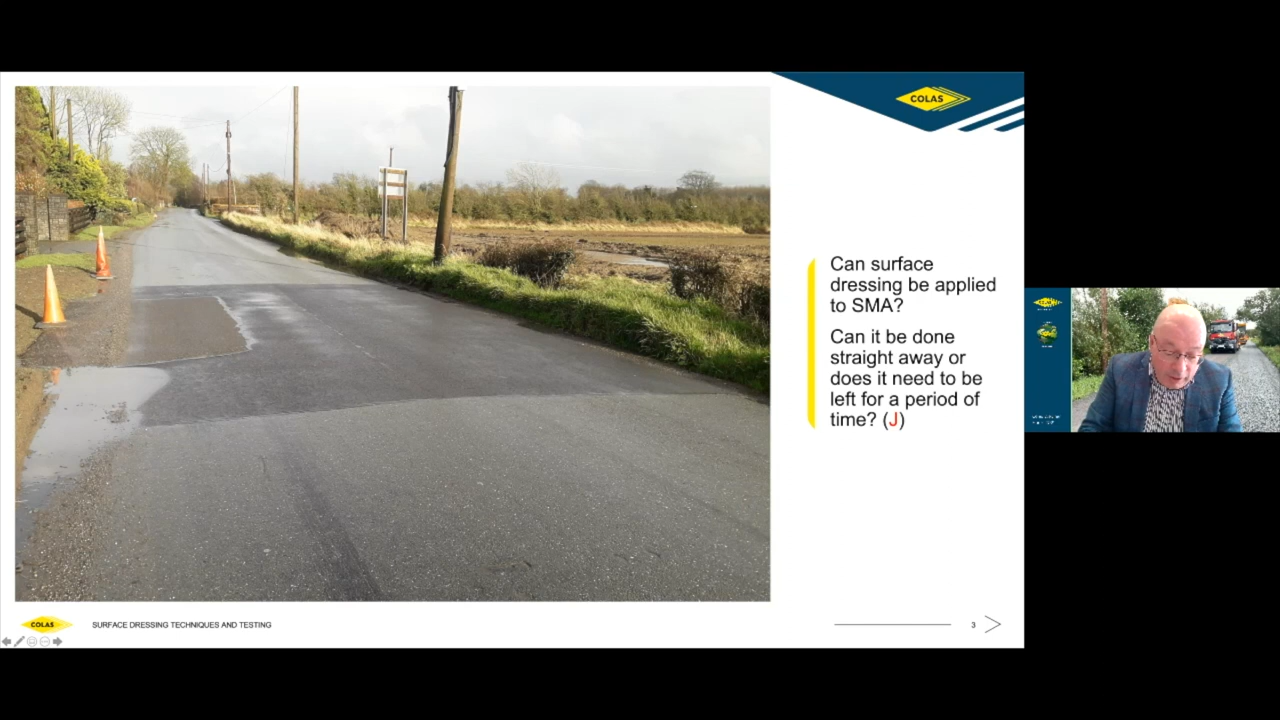 COLAS
Can surface
dressing be applied
to SMA?
Can it be done
straight away or
does it need to be
left for a period of
time? (J)
COLAS
SURFACE DRESSING TECHNIQUES AND TESTING
3